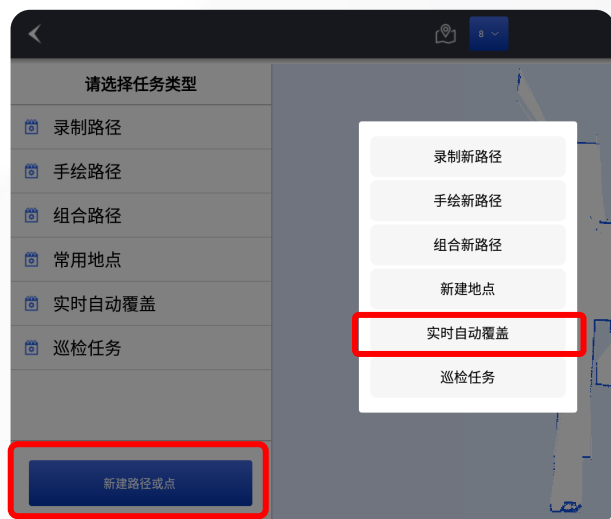 8
请选择任务类型
录制路径
手绘路径
组合路径
常用地点
实时自动覆盖
巡检任务
新建路径或点
录制新路径
手绘新路径
组合新路径
新建地点
实时自动覆盖
巡检任务